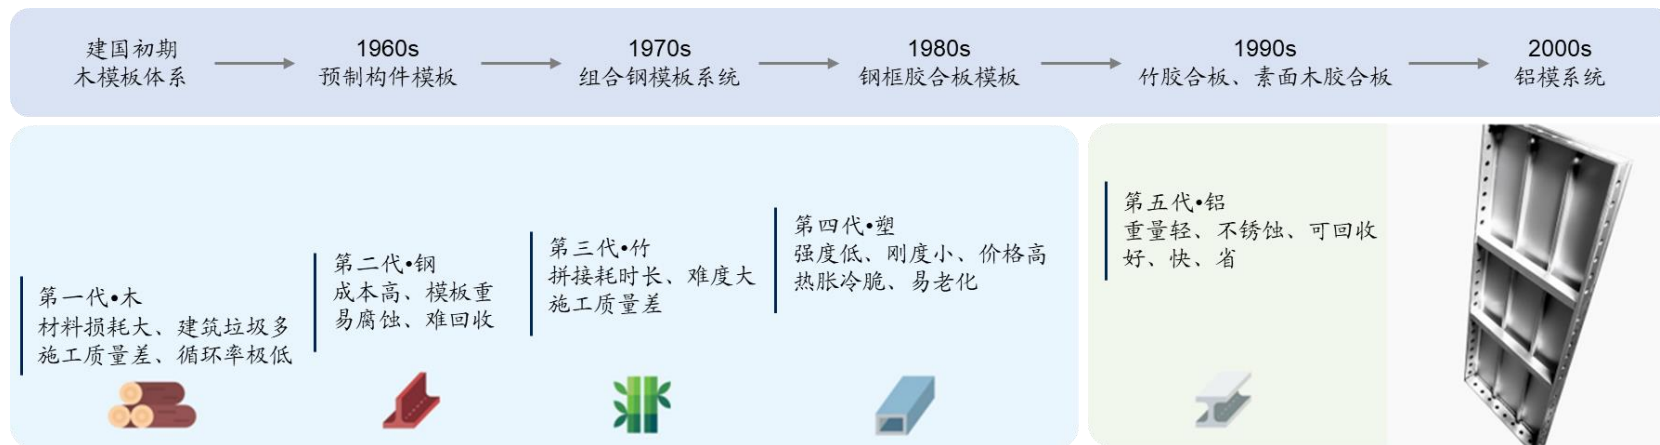 建国初期
木模板体系
1960s
预制构件模板
1970s
组合钢模板系统
1980s
钢框胶合板模板
1990s
竹胶合板、素面木胶合板
2000s
铝模系统
第一代•木
材料损耗大、建筑垃圾多
施工质量差、循环率极低
第二代•钢
成本高、模板重
易腐蚀、难回收
第三代•竹
拼接耗时长、难度大
施工质量差
第四代•塑
强度低、刚度小、价格高
热胀冷脆、易老化
第五代•铝
重量轻、不锈蚀、可回收
好、快、省